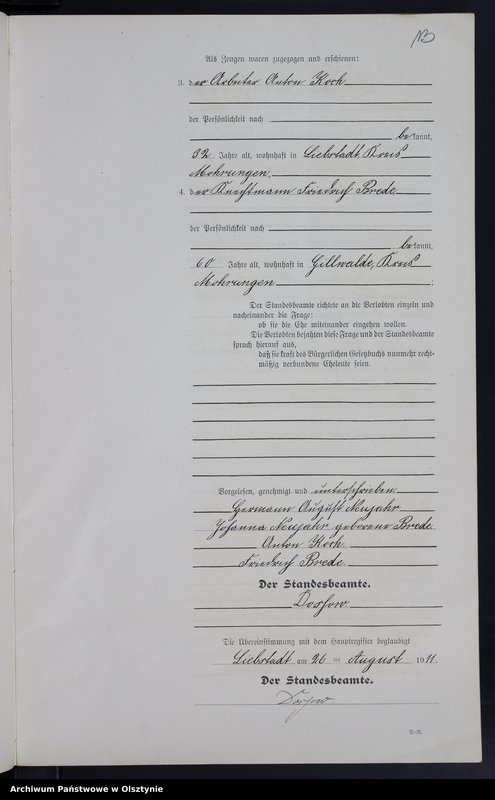 Als Zeugen waren zugezogen und erschienen:
3. der Arbeiter Anton Koch
der Persönlichkeit nach
bekannt,
32 Jahre alt, wohnhaft in Liebstadt, Kreis
Mohrungen,
4. der Friedrich Brede
der Persönlichkeit nach
bekannt,
60 Jahre alt, wohnhaft in Gillwalde, Kreis
Mohrungen ;
Der Standesbeamte richtete an die Verlobten einzeln und
nacheinander die Frage:
ob sie die Ehe miteinander eingehen wollen.
Die Verlobten bejahten diese Frage und der Standesbeamte
sprach hierauf aus,
daß sie kraft des Bürgerlichen Gesetzbuchs nunmehr recht-
mäßig verbundene Eheleute seien.
Vorgelesen, genehmigt und unterschrieben
Hermann August Neujahr
Johanna Neujahr geborene Brede
Anton Koch.
Friedrich Brede.
Der Standesbeamte.
Die Übereinstimmung mit dem Hauptregister beglaubigt
Liebstadt am 26 ten August 1911.
Der Standesbeamte.
Archiwum Państwowe w Olsztynie